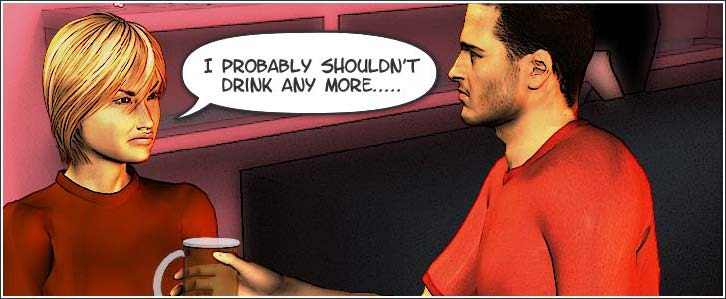 I PROBABLY SHOULDN'T
DRINK ANY MORE.....